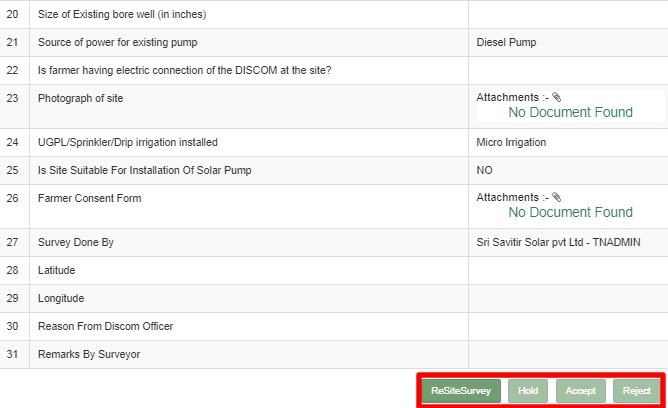 20 Size of Existing bore well (in inches)
21 Source of power for existing pump Diesel Pump
22 Is farmer having electric connection of the DISCOM at the site?
23 Photograph of site Attachments :-
No Document Found
24 UGPL/Sprinkler/Drip irrigation installed Micro Irrigation
25 Is Site Suitable For Installation Of Solar Pump NO
26 Farmer Consent Form Attachments :-
No Document Found
27 Survey Done By Sri Savitir Solar pvt Ltd - TNADMIN
28 Latitude
29 Longitude
30 Reason From Discom Officer
31 Remarks By Surveyor
ReSiteSurvey Hold Accept Reject